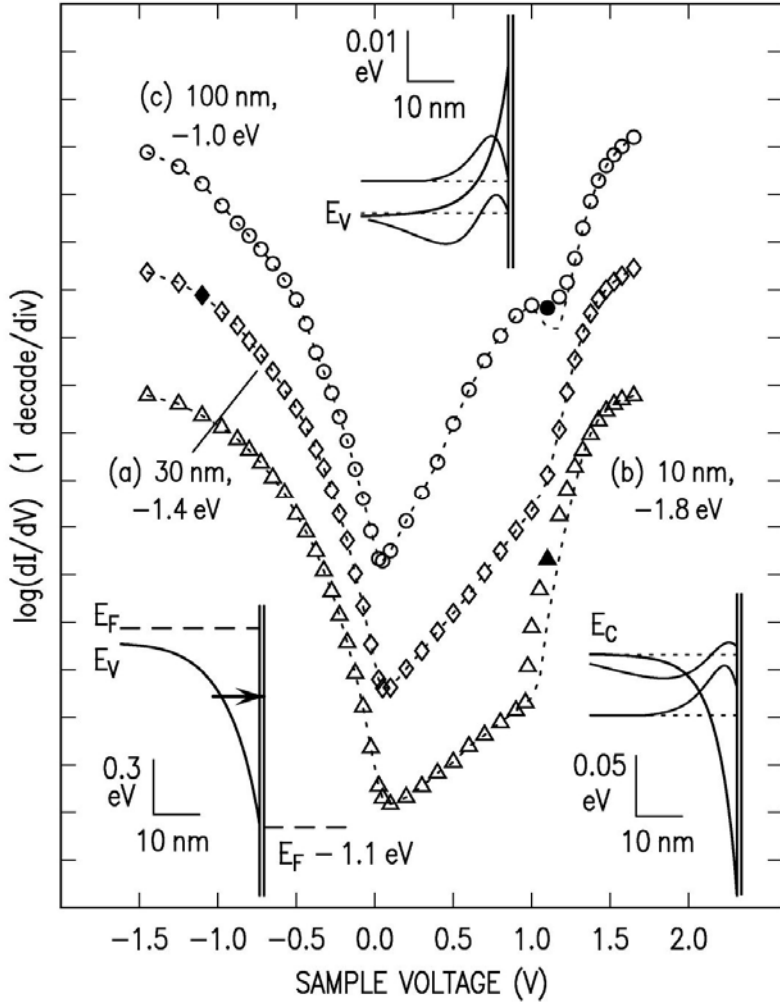 0.01
eV
10 nm
(c) 100 nm,
−1.0 eV
E_V
log(dI/dV) (1 decade/div)
(a) 30 nm,
−1.4 eV
(b) 10 nm,
−1.8 eV
E_F
E_V
0.3
eV
10 nm
E_F − 1.1 eV
E_C
0.05
eV
10 nm
−1.5 −1.0 −0.5 0.0 0.5 1.0 1.5 2.0
SAMPLE VOLTAGE (V)